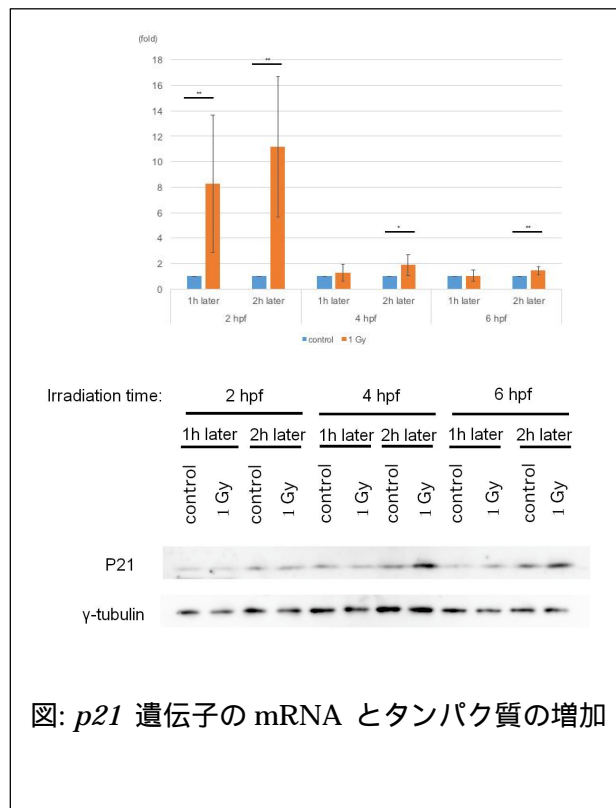 (fold)
18
16
14
12
10
8
6
4
2
0
** ** * **
1h later 2h later 1h later 2h later 1h later 2h later
2 hpf 4 hpf 6 hpf
control 1 Gy
Irradiation time: 2 hpf 4 hpf 6 hpf
1h later 2h later 1h later 2h later 1h later 2h later
control 1 Gy control 1 Gy control 1 Gy control 1 Gy control 1 Gy control 1 Gy
P21
γ-tubulin
図: p21 遺伝子の mRNA とタンパク質の増加